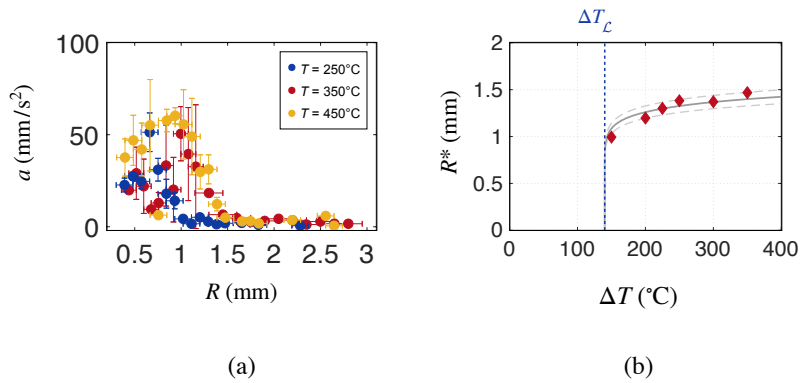 100
50
0
a (mm/s²)
0.5 1 1.5 2 2.5 3
R (mm)
T = 250°C
T = 350°C
T = 450°C
(a)
ΔT_ℒ
2
1.5
1
0.5
0
R* (mm)
0 100 200 300 400
ΔT (°C)
(b)